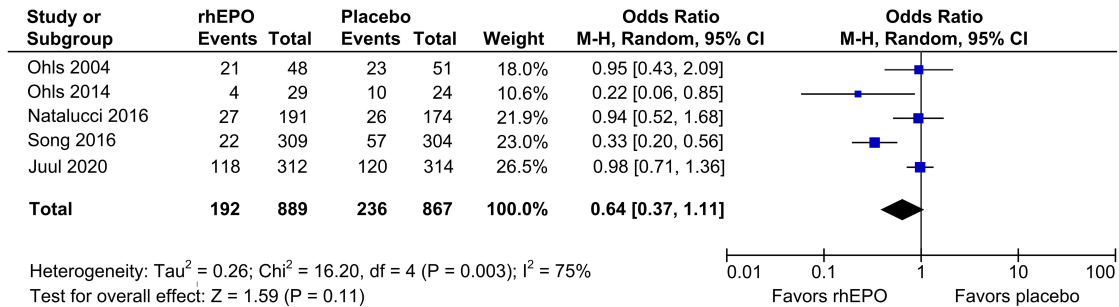 Study or rhEPO Placebo Odds Ratio Odds Ratio
Subgroup Events Total Events Total Weight M-H, Random, 95% CI M-H, Random, 95% CI
Ohls 2004 21 48 23 51 18.0% 0.95 [0.43, 2.09]
Ohls 2014 4 29 10 24 10.6% 0.22 [0.06, 0.85]
Natalucci 2016 27 191 26 174 21.9% 0.94 [0.52, 1.68]
Song 2016 22 309 57 304 23.0% 0.33 [0.20, 0.56]
Juul 2020 118 312 120 314 26.5% 0.98 [0.71, 1.36]
Total 192 889 236 867 100.0% 0.64 [0.37, 1.11]
Heterogeneity: Tau² = 0.26; Chi² = 16.20, df = 4 (P = 0.003); I² = 75%
Test for overall effect: Z = 1.59 (P = 0.11)
0.01 0.1 1 10 100
Favors rhEPO Favors placebo